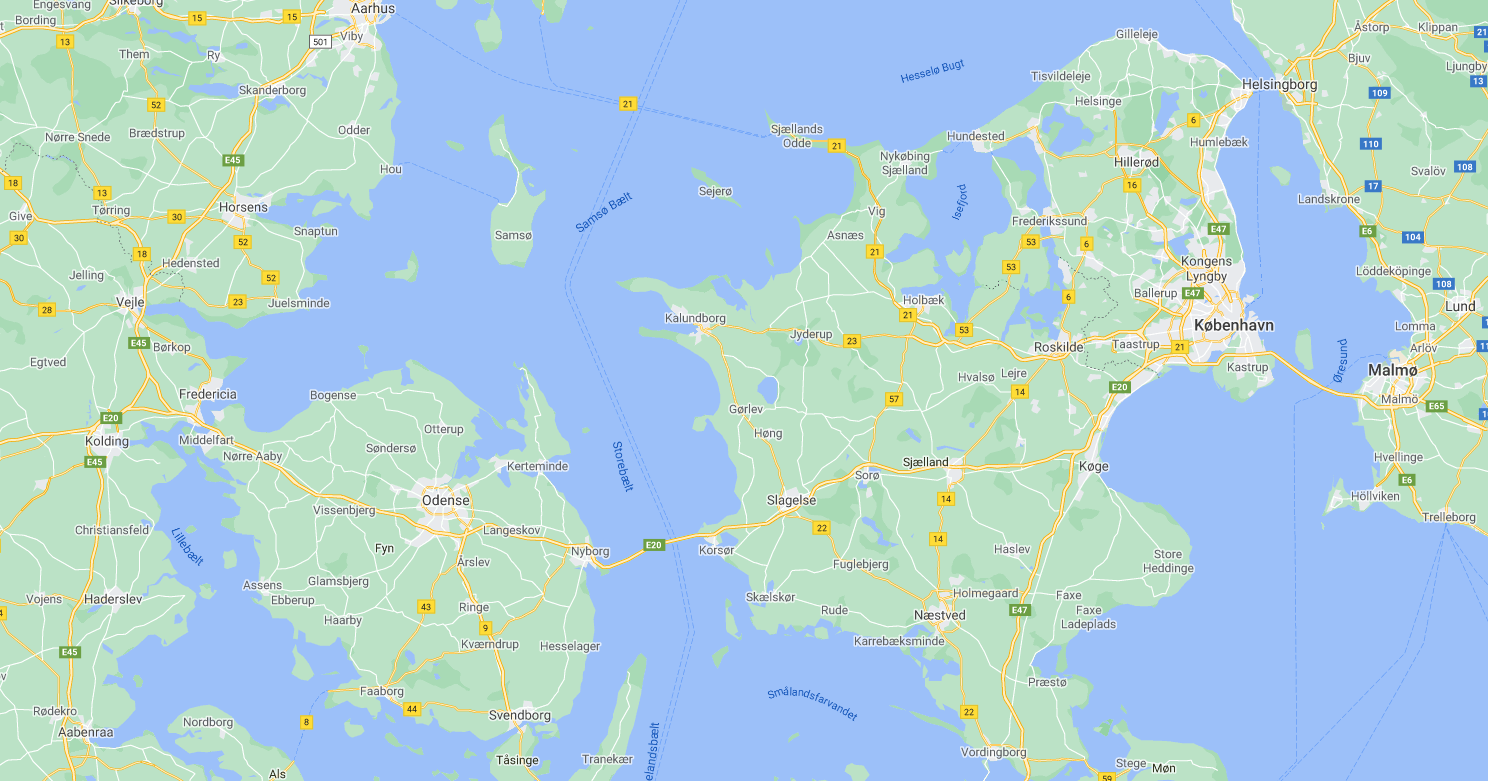 Engesvang
Silkeborg
Aarhus
15
15
Bording
501
Viby
13
Them
Ry
Skanderborg
52
Nørre Snede
Brædstrup
Odder
E45
Hou
18
13
Tørring
30
Horsens
Give
30
52
Snaptun
18
Hedensted
Jelling
52
23
Juelsminde
Vejle
28
E45
Børkop
Egtved
Fredericia
E20
Kolding
Middelfart
E45
Nørre Aaby
Christiansfeld
Lillebælt
Vojens
Haderslev
4
E45
Rødekro
Aabenraa
Nordborg
Als
8
Bogense
Otterup
Søndersø
Kerteminde
Odense
Vissenbjerg
Langeskov
Fyn
Nyborg
Årslev
Assens
Glamsbjerg
Ebberup
43
Ringe
Haarby
9
Kværndrup
Hesselager
Faaborg
44
Svendborg
Tåsinge
Tranekær
elandsbælt
21
Hesselø Bugt
Samsø Bælt
Samsø
Sejerø
Sjællands
Odde
21
Nykøbing
Sjælland
Hundested
Isefjord
Vig
Asnæs
21
Gilleleje
Tisvildeleje
Helsinge
6
Humlebæk
Hillerød
16
Frederikssund
53
6
E47
53
Kongens
Lyngby
6
Ballerup
E47
København
Holbæk
21
53
Kalundborg
Jyderup
23
Roskilde
Taastrup
21
Kastrup
Hvalsø
Lejre
14
E20
57
Gørlev
Høng
Storebælt
Sorø
Sjælland
Køge
Slagelse
22
14
14
E20
Korsør
Fuglebjerg
Haslev
Store
Heddinge
Skælskør
Rude
Holmegaard
Næstved
E47
Faxe
Faxe
Ladeplads
Karrebæksminde
Smålandsfarvandet
Præstø
22
Vordingborg
Stege
Møn
59
Helsingborg
Åstorp
Klippan
21
Bjuv
Ljungby
13
109
110
17
Svalöv
108
Landskrone
E6
104
Löddeköpinge
108
Lund
Lomma
Arlöv
11
Øresund
Malmø
Malmö
E65
Hvellinge
E6
Höllviken
Trelleborg